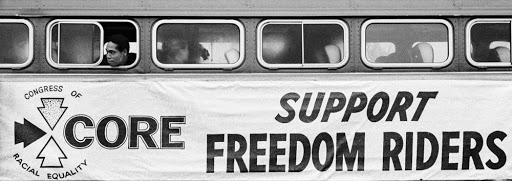 CONGRESS OF
CORE
RACIAL EQUALITY
SUPPORT
FREEDOM RIDERS